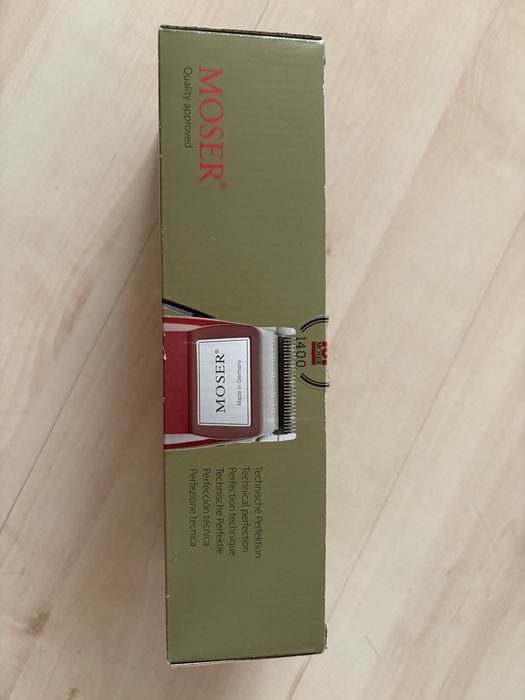 MOSER®
Quality approved
MOSER
1400
MOSER®
Made in Germany
Technische Perfektion
Technical perfection
Perfection technique
Technische Perfektie
Perfección técnica
Perfezione tecnica